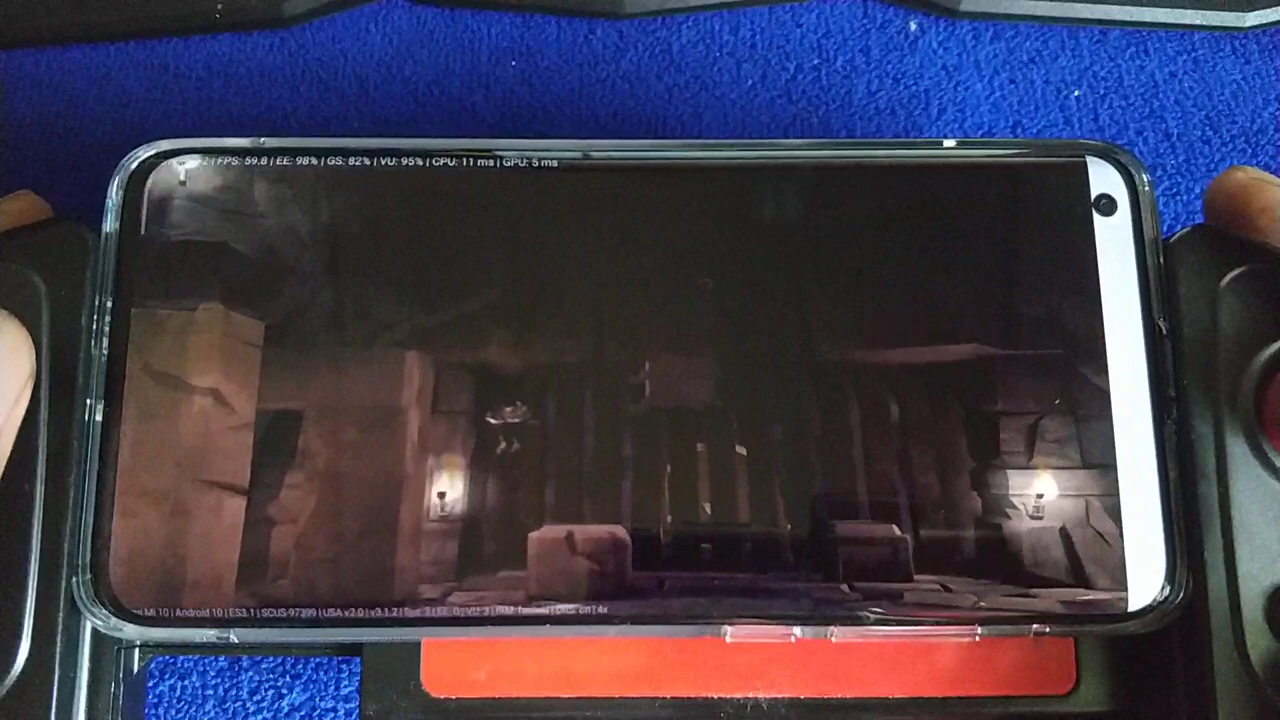 2 | FPS: 59.8 | EE: 98% | GS: 82% | VU: 95% | CPU: 11 ms | GPU: 5 ms
Mi 10 | Android 10 | ES3.1 | SCUS-97399 | USA v2.0 | v3.1.2 |